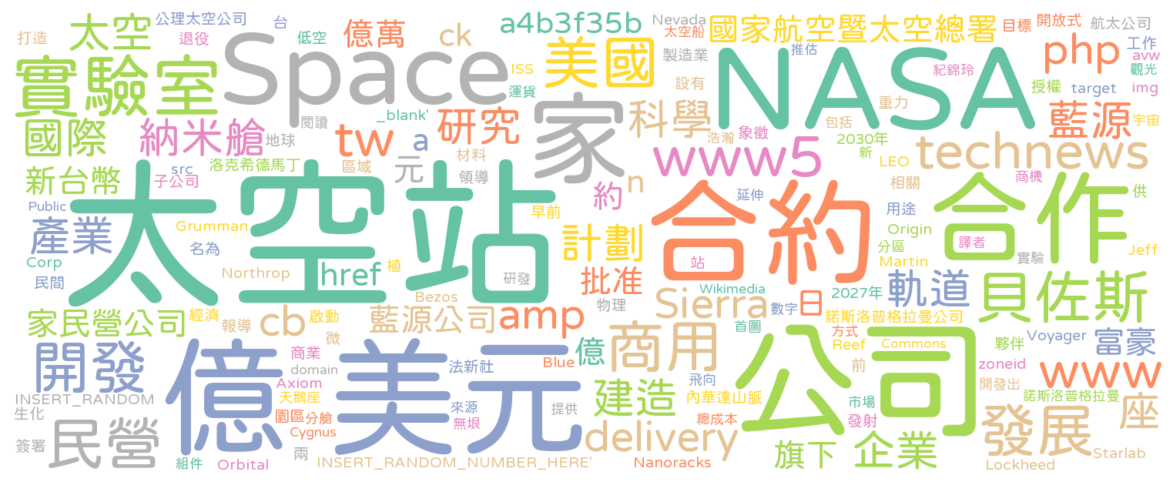 打造 公理太空公司 台 低空 億萬 ck a4b3f35b Nevada 國家航空暨太空總署 目標 開放式 航太公司
太空 退役 Space ISS 美國 太空船 製造業 NASA 推估 php 工作 avw
實驗室 運貨 設有 紀錦玲 授權 觀光
國際 納米艙 地球 閱讀 _blank' tw a 研究 家 科學 浩瀚 象徵 重力 包括 2030年 target img 藍源 宇宙
新台幣 src 子公司 洛克希德馬丁 區域 元 材料 領導 約 n www5 LEO 新 technews
Public 產業 Grumman 太空站 早前 計劃 合約 延伸 相關 用途 商機 合作 供
Corp 名為 Northrop href 植 研發 批准 站 Origin 分區 譯者 Martin 實驗 Jeff
民間 Bezos 物理 Wikimedia 2027年 軌道 貝佐斯
家民營公司 經濟 報導 cb 啟動 微 藍源公司 amp Sierra 日 數字 諾斯洛普格拉曼公司
開發 商業 億 美元 法新社 Blue 億 商用 首圖 方式 Reef Commons 夥伴 Voyager 富豪
domain Axiom 天鵝座 來源 無垠 建造 飛向 內華達山脈 公司 前 zoneid www
INSERT_RANDOM 生化 園區 分艙 Cygnus 提供 總成本 市場 發射 開發出 諾斯洛普格拉曼
簽署 民營 組件 Orbital 兩 INSERT_RANDOM_NUMBER_HERE' delivery Nanoracks 旗下 企業 發展 座 Lockheed Starlab